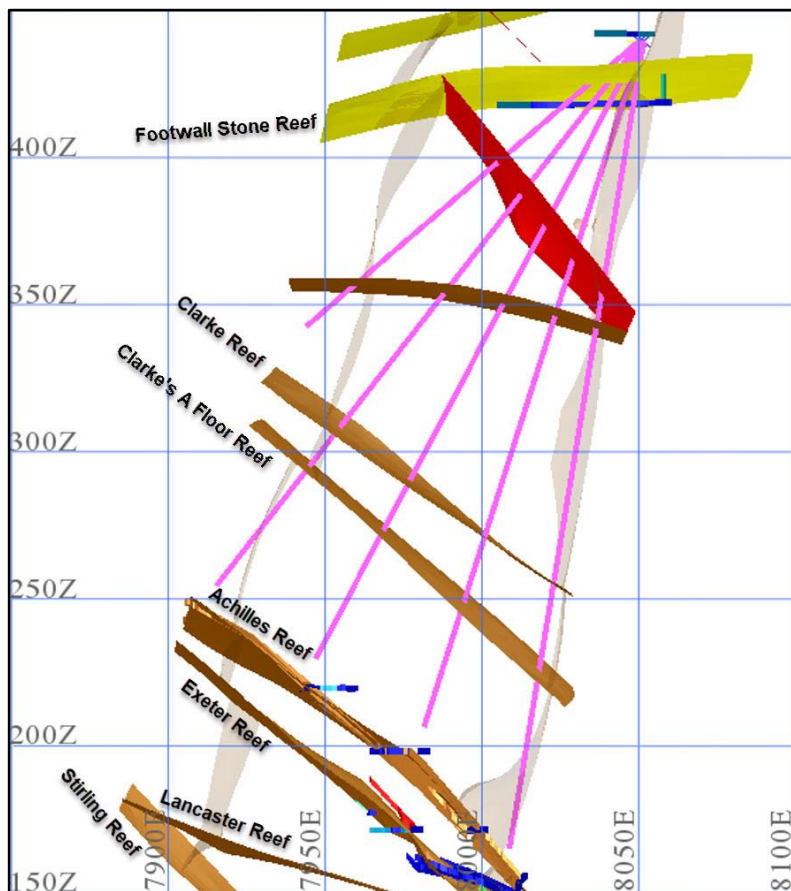 Footwall Stone Reef
400Z
350Z
Clarke Reef
Clarke's A Floor Reef
300Z
250Z
Achilles Reef
Exeter Reef
200Z
Stirling Reef
Lancaster Reef
150Z
7900E
7950E
8000E
8050E
8100E